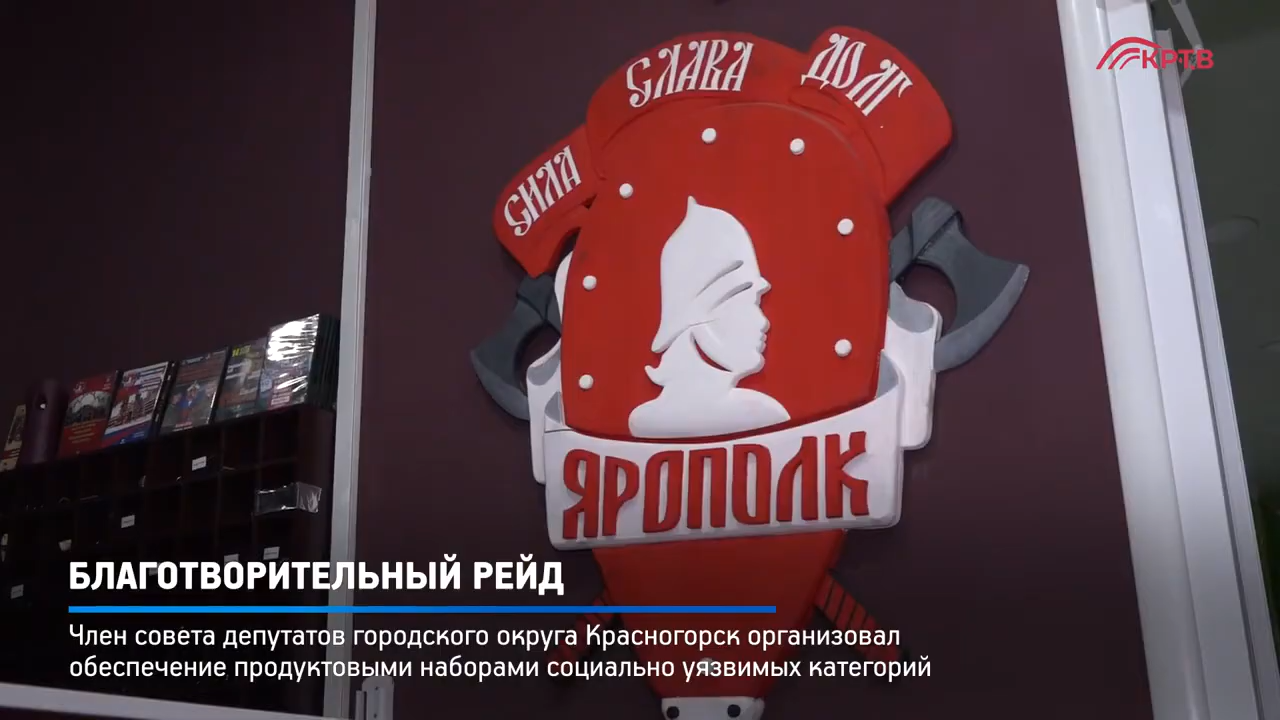 КРТВ
СИЛА
СЛАВА
ДОЛГ
ЯРОПОЛК
БЛАГОТВОРИТЕЛЬНЫЙ РЕЙД
Член совета депутатов городского округа Красногорск организовал
обеспечение продуктовыми наборами социально уязвимых категорий